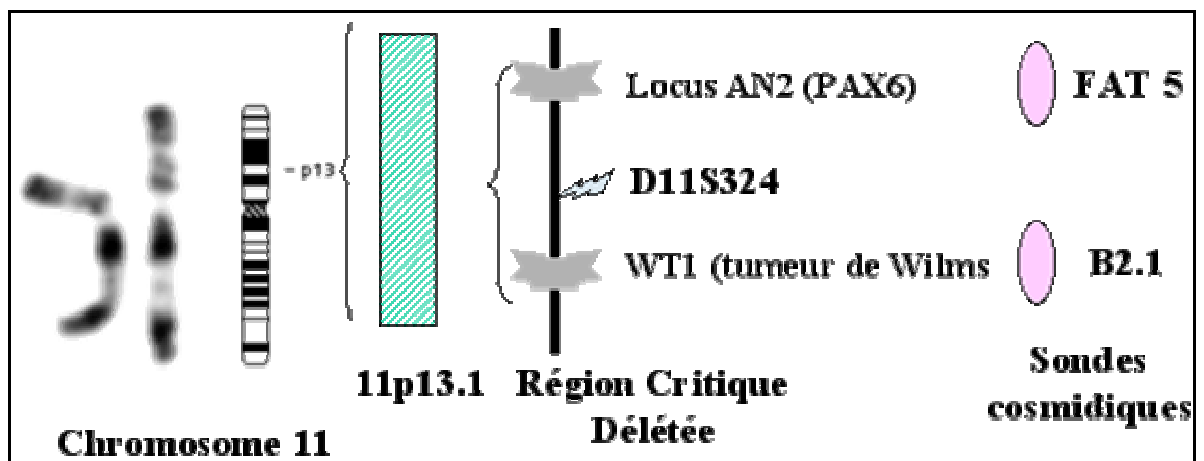 Locus AN2 (PAX6)
FAT 5
- p13
D11S324
WT1 (tumeur de Wilms
B2.1
11p13.1
Région Critique
Délétée
Sondes
cosmidiques
Chromosome 11